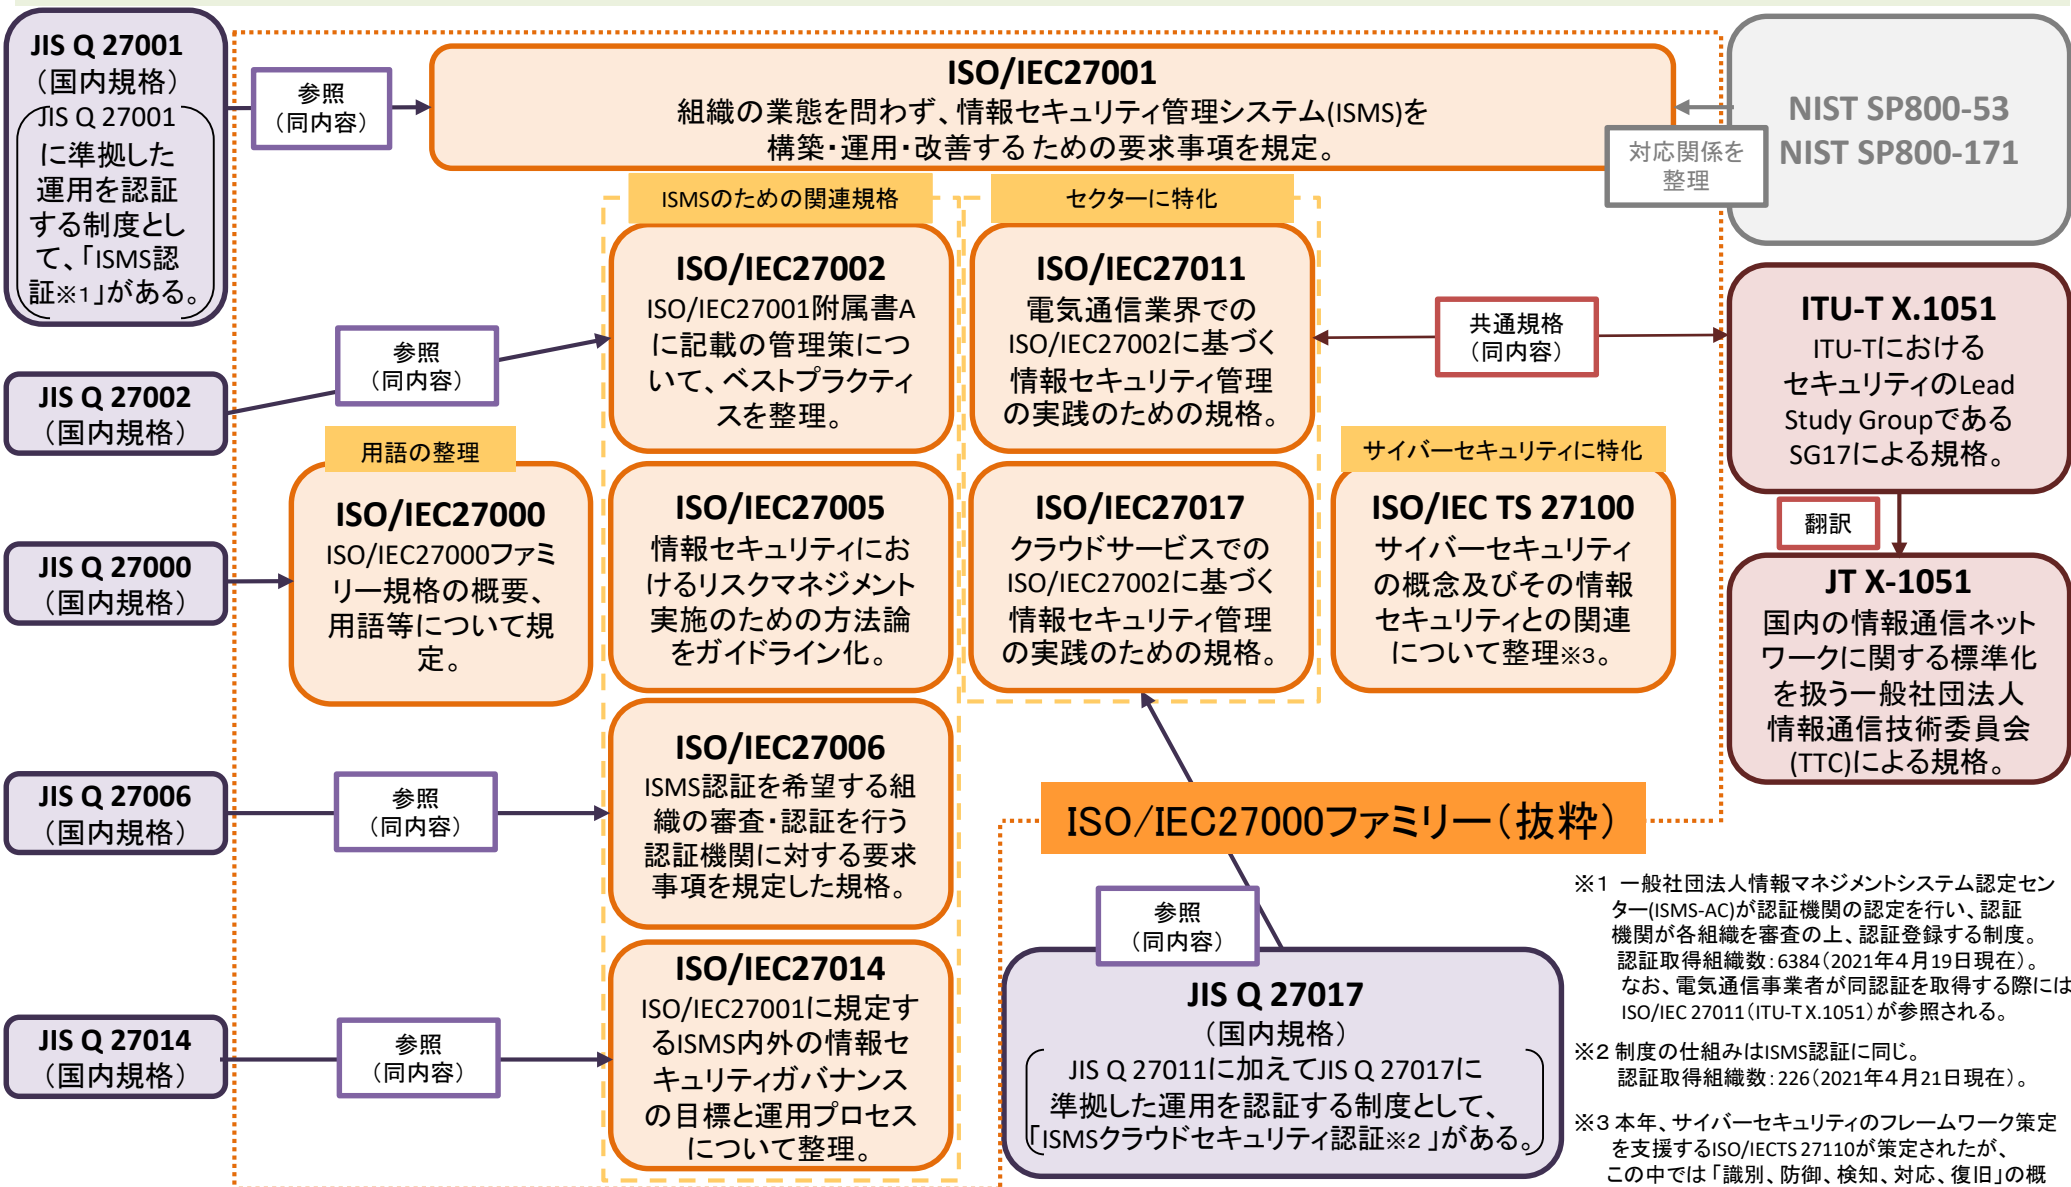 JIS Q 27001
（国内規格）
JIS Q 27001
に準拠した
運用を認証
する制度とし
て、「ISMS認
証※1」がある。
参照
（同内容）
ISO/IEC27001
組織の業態を問わず、情報セキュリティ管理システム(ISMS)を
構築・運用・改善するための要求事項を規定。
対応関係を
整理
NIST SP800-53
NIST SP800-171
ISMSのための関連規格
セクターに特化
ISO/IEC27002
ISO/IEC27001附属書A
に記載の管理策につ
いて、ベストプラクティ
スを整理。
ISO/IEC27011
電気通信業界での
ISO/IEC27002に基づく
情報セキュリティ管理
の実践のための規格。
共通規格
（同内容）
ITU-T X.1051
ITU-Tにおける
セキュリティのLead
Study Groupである
SG17による規格。
JIS Q 27002
（国内規格）
参照
（同内容）
用語の整理
サイバーセキュリティに特化
ISO/IEC27000
ISO/IEC27000ファミ
リー規格の概要、
用語等について規
定。
ISO/IEC27005
情報セキュリティにお
けるリスクマネジメント
実施のための方法論
をガイドライン化。
ISO/IEC27017
クラウドサービスでの
ISO/IEC27002に基づく
情報セキュリティ管理
の実践のための規格。
ISO/IEC TS 27100
サイバーセキュリティ
の概念及びその情報
セキュリティとの関連
について整理※3。
翻訳
JT X-1051
国内の情報通信ネット
ワークに関する標準化
を扱う一般社団法人
情報通信技術委員会
(TTC)による規格。
JIS Q 27000
（国内規格）
JIS Q 27006
（国内規格）
参照
（同内容）
ISO/IEC27006
ISMS認証を希望する組
織の審査・認証を行う
認証機関に対する要求
事項を規定した規格。
ISO/IEC27000ファミリー（抜粋）
JIS Q 27014
（国内規格）
参照
（同内容）
ISO/IEC27014
ISO/IEC27001に規定す
るISMS内外の情報セ
キュリティガバナンス
の目標と運用プロセス
について整理。
参照
（同内容）
JIS Q 27017
（国内規格）
JIS Q 27011に加えてJIS Q 27017に
準拠した運用を認証する制度として、
「ISMSクラウドセキュリティ認証※2 」がある。
※1 一般社団法人情報マネジメントシステム認定セン
ター(ISMS-AC)が認証機関の認定を行い、認証
機関が各組織を審査の上、認証登録する制度。
認証取得組織数：6384（2021年４月19日現在）。
なお、電気通信事業者が同認証を取得する際には
ISO/IEC 27011（ITU-T X.1051）が参照される。
※2 制度の仕組みはISMS認証に同じ。
認証取得組織数：226（2021年４月21日現在）。
※3 本年、サイバーセキュリティのフレームワーク策定
を支援するISO/IECTS 27110が策定されたが、
この中では「識別、防御、検知、対応、復旧」の概